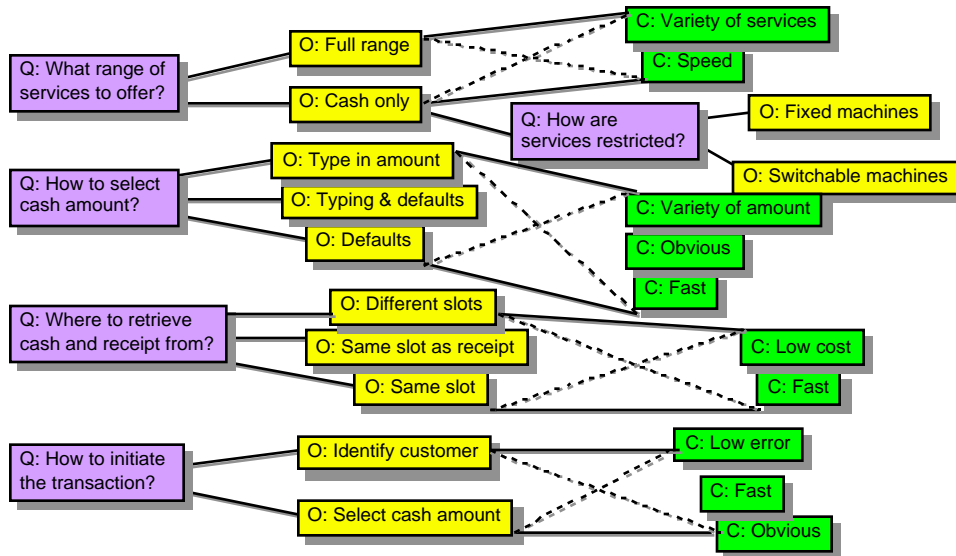 Q: What range of
services to offer?
O: Full range
O: Cash only
C: Variety of services
C: Speed
Q: How are
services restricted?
O: Fixed machines
O: Switchable machines
Q: How to select
cash amount?
O: Type in amount
O: Typing & defaults
O: Defaults
C: Variety of amount
C: Obvious
C: Fast
Q: Where to retrieve
cash and receipt from?
O: Different slots
O: Same slot as receipt
O: Same slot
C: Low cost
C: Fast
Q: How to initiate
the transaction?
O: Identify customer
O: Select cash amount
C: Low error
C: Fast
C: Obvious